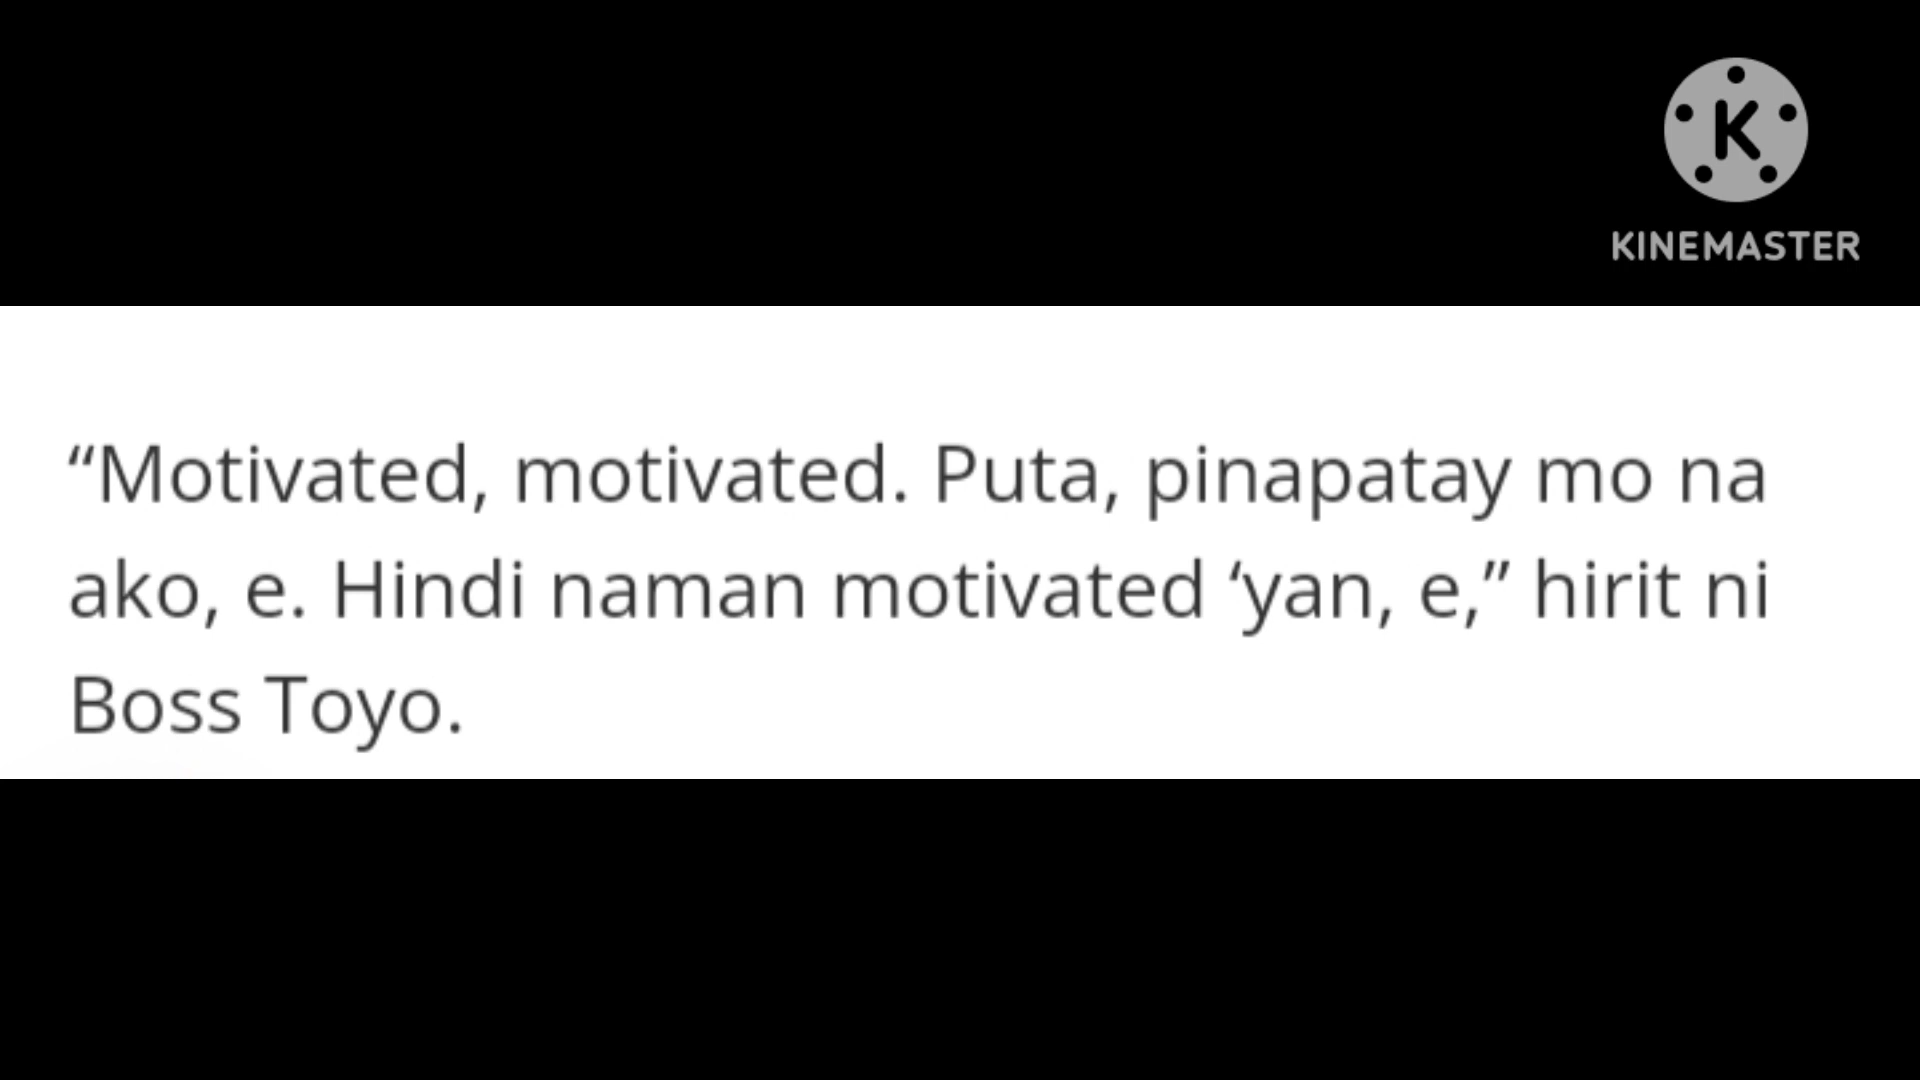 K
KINEMASTER
“Motivated, motivated. Puta, pinapatay mo na
ako, e. Hindi naman motivated ‘yan, e,” hirit ni
Boss Toyo.